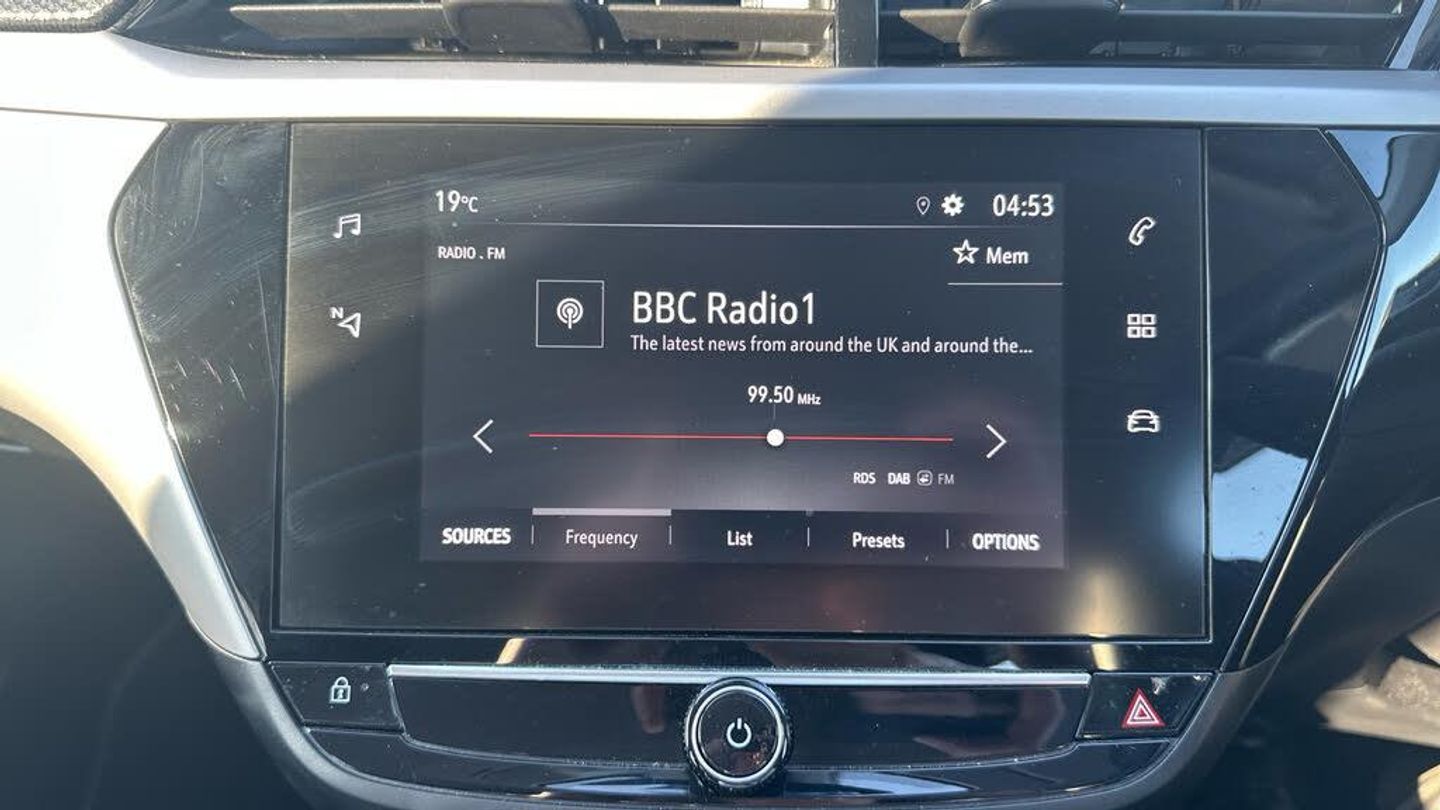 19°C
04:53
RADIO . FM
Mem
N
BBC Radio1
The latest news from around the UK and around the...
99.50 MHz
RDS DAB FM
SOURCES Frequency List Presets OPTIONS